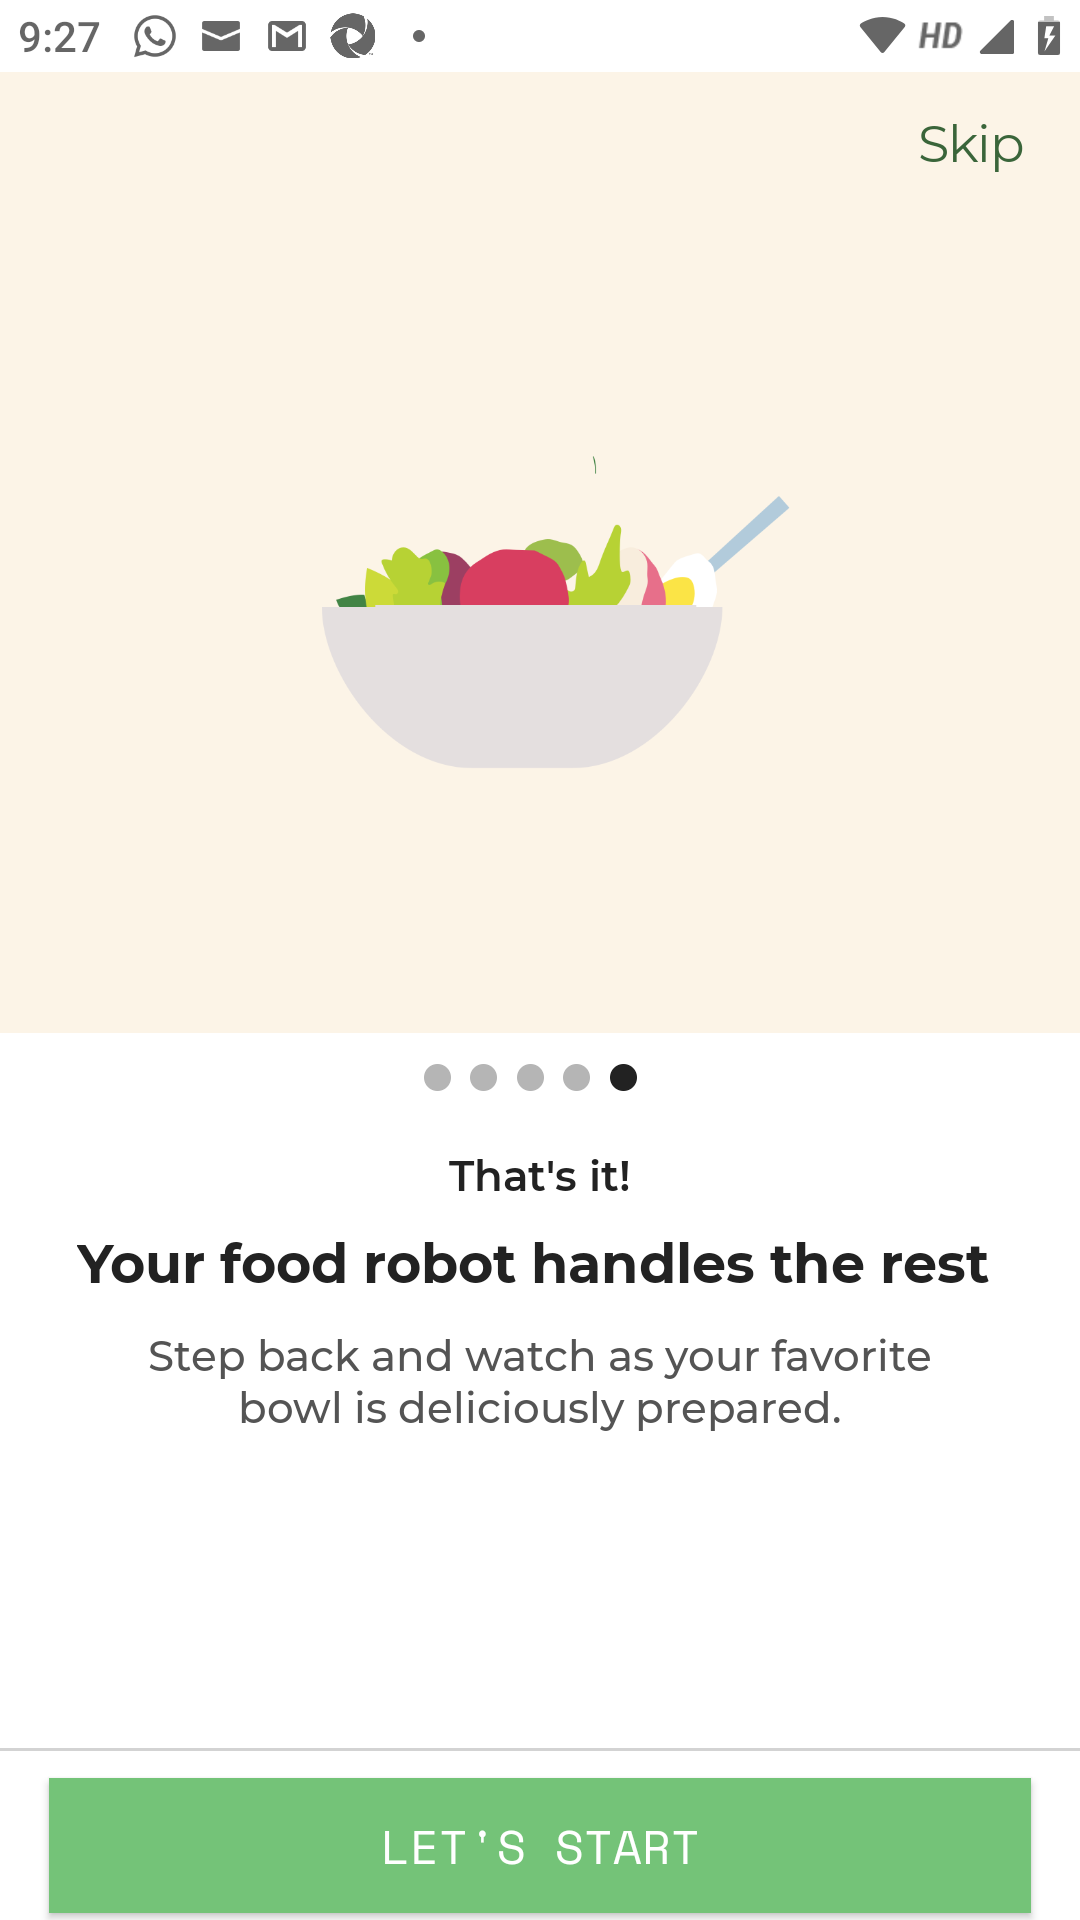 9:27
HD
Skip
That's it!
Your food robot handles the rest
Step back and watch as your favorite
bowl is deliciously prepared.
LET'S START